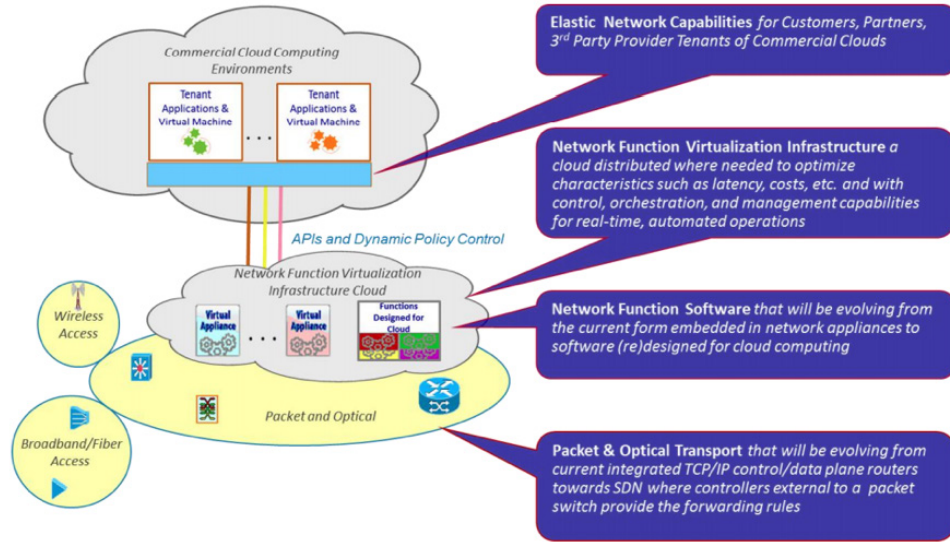 Commercial Cloud Computing
Environments
Tenant
Applications &
Virtual Machine
...
Tenant
Applications &
Virtual Machine
APIs and Dynamic Policy Control
Network Function Virtualization
Infrastructure Cloud
Virtual
Appliance
...
Virtual
Appliance
Functions
Designed for
Cloud
Wireless
Access
Packet and Optical
Broadband/Fiber
Access
Elastic Network Capabilities for Customers, Partners,
3rd Party Provider Tenants of Commercial Clouds
Network Function Virtualization Infrastructure a
cloud distributed where needed to optimize
characteristics such as latency, costs, etc. and with
control, orchestration, and management capabilities
for real-time, automated operations
Network Function Software that will be evolving from
the current form embedded in network appliances to
software (re)designed for cloud computing
Packet & Optical Transport that will be evolving from
current integrated TCP/IP control/data plane routers
towards SDN where controllers external to a packet
switch provide the forwarding rules